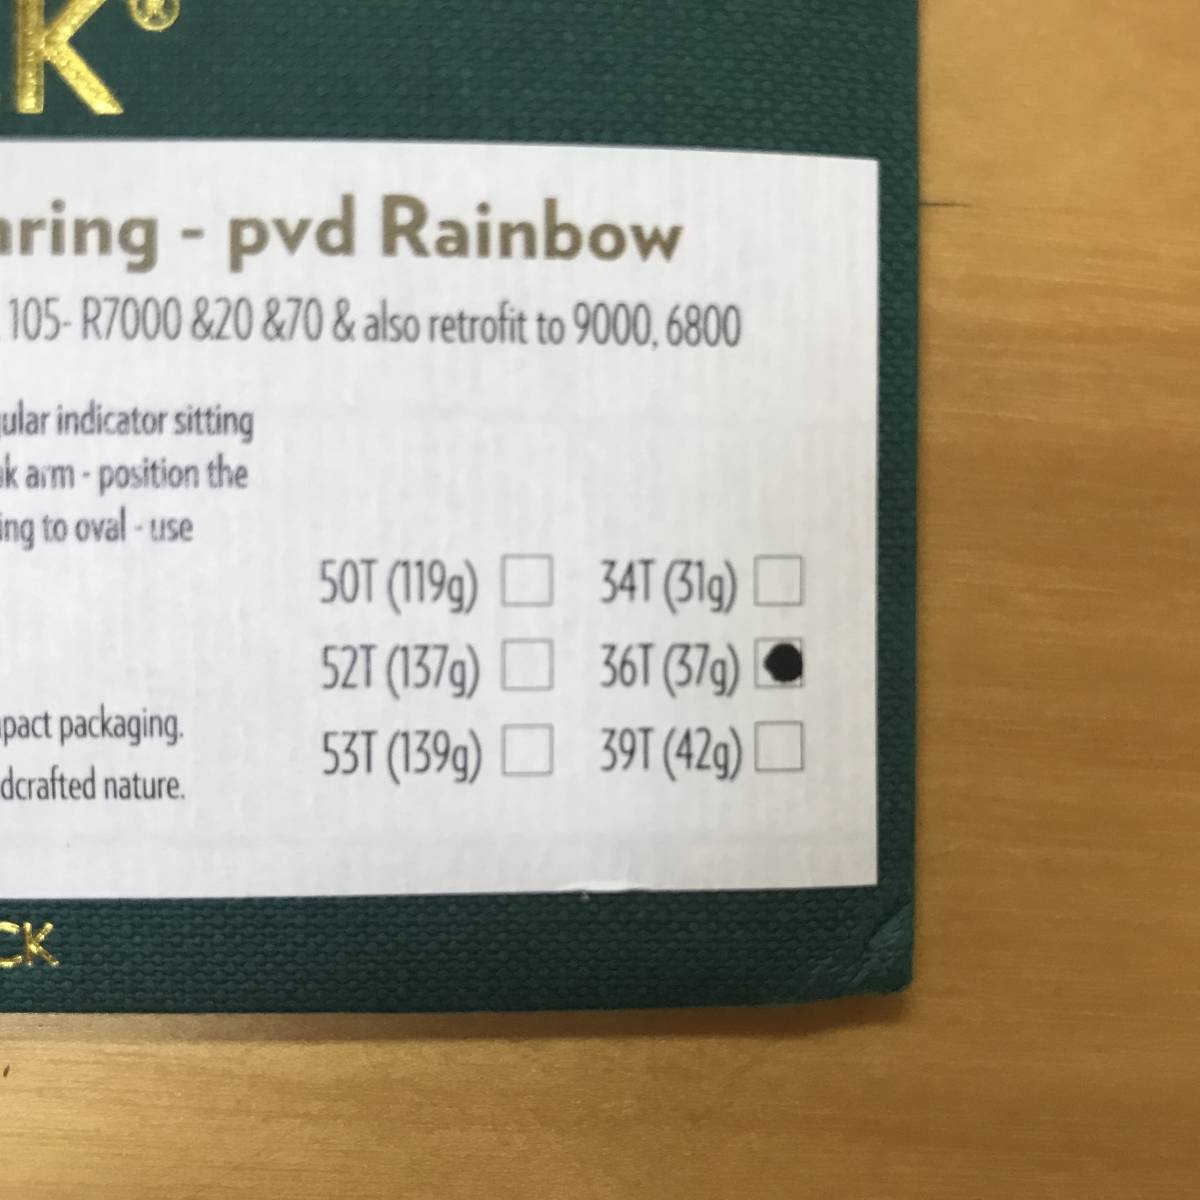 K®
aring - pvd Rainbow
105- R7000 &20 &70 & also retrofit to 9000, 6800
gular indicator sitting
k arm - position the
ing to oval - use
50T (119g) 34T (31g)
52T (137g) 36T (37g)
53T (139g) 39T (42g)
pact packaging.
dcrafted nature.
CK